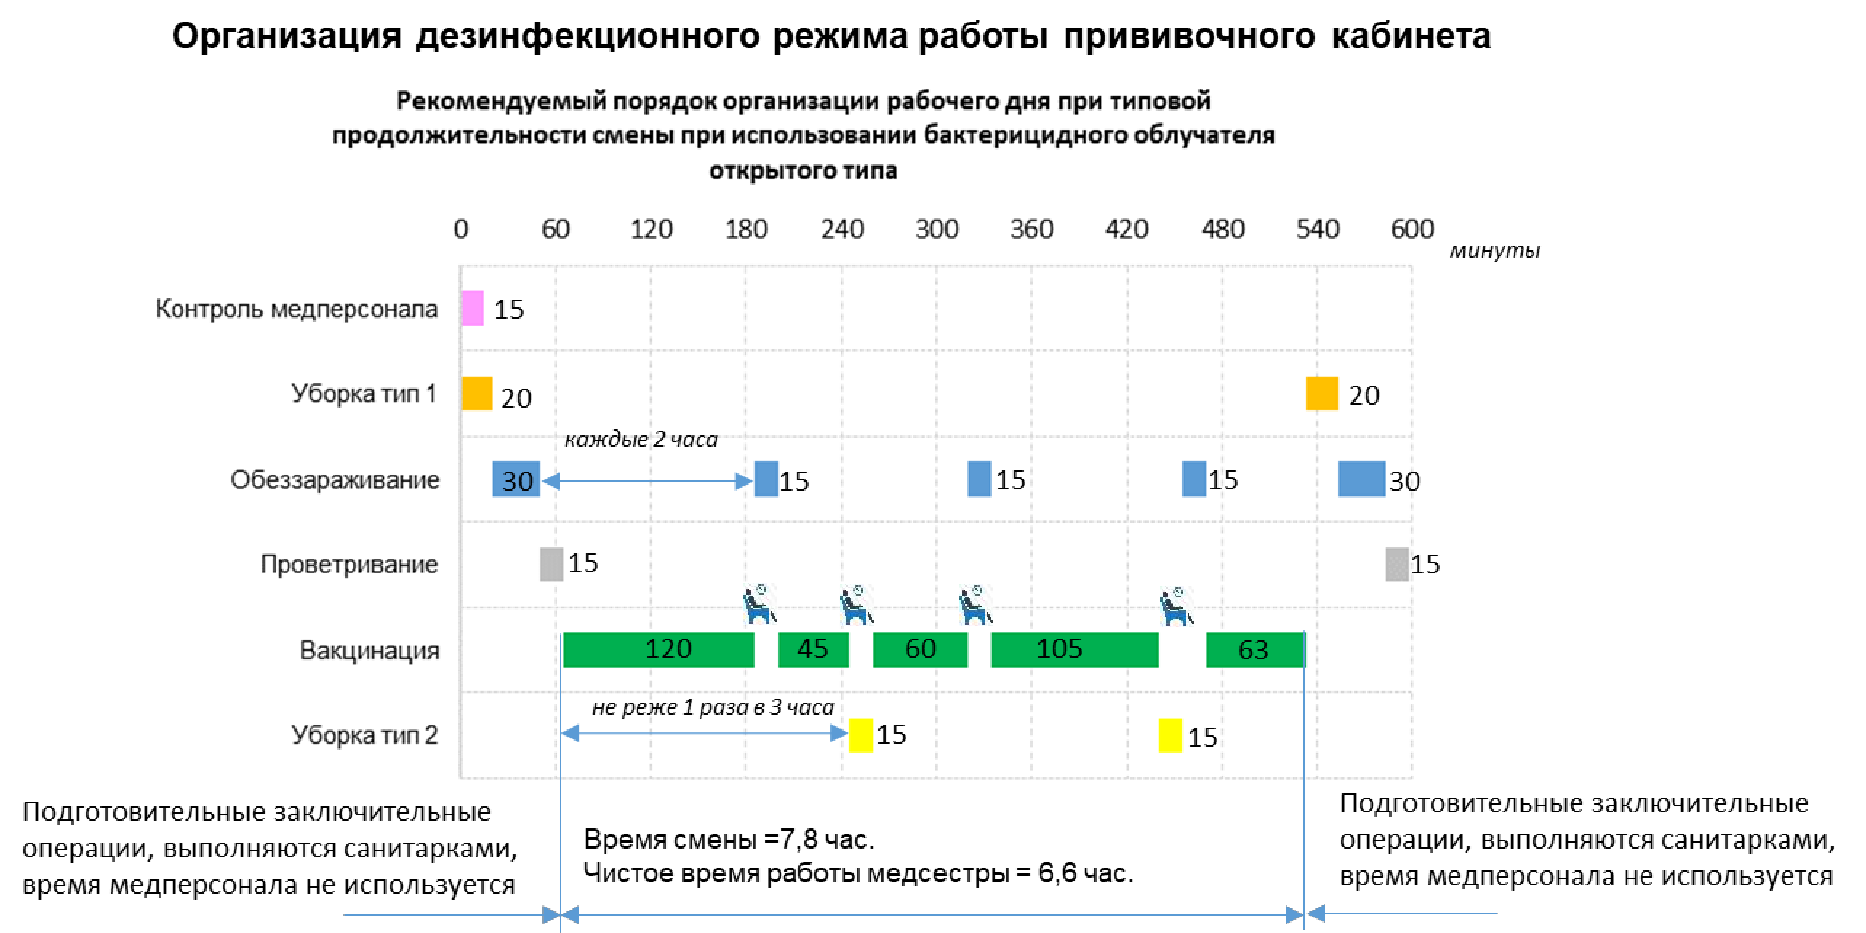 Организация дезинфекционного режима работы прививочного кабинета
Рекомендуемый порядок организации рабочего дня при типовой
продолжительности смены при использовании бактерицидного облучателя
открытого типа
0 60 120 180 240 300 360 420 480 540 600
минуты
Контроль медперсонала 15
Уборка тип 1 20 20
каждые 2 часа
Обеззараживание 30 15 15 15 30
Проветривание 15 15
Вакцинация 120 45 60 105 63
не реже 1 раза в 3 часа
Уборка тип 2 15 15
Подготовительные заключительные
операции, выполняются санитарками,
время медперсонала не используется
Время смены =7,8 час.
Чистое время работы медсестры = 6,6 час.
Подготовительные заключительные
операции, выполняются санитарками,
время медперсонала не используется